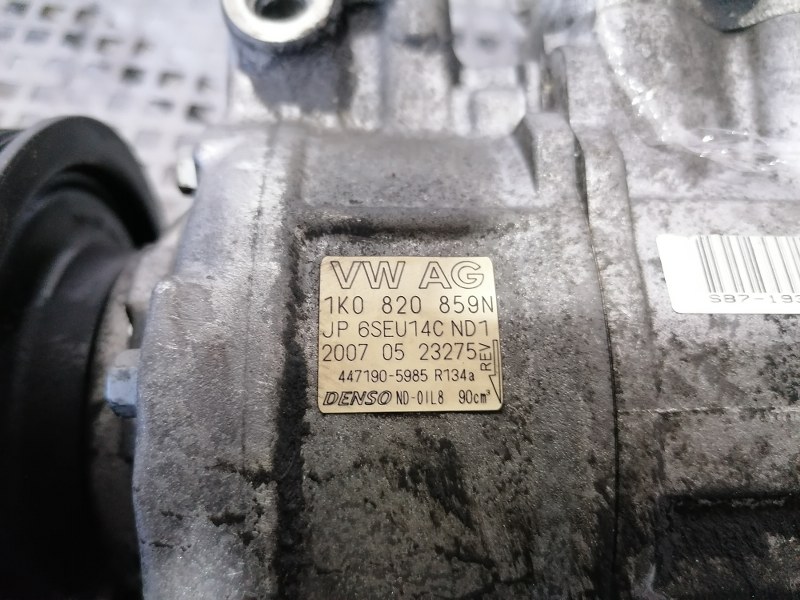 VW AG
1K0 820 859N
JP 6SEU14C ND1
2007 05 23275
REV
447190-5985 R134a
DENSO ND-OIL8 90cm³